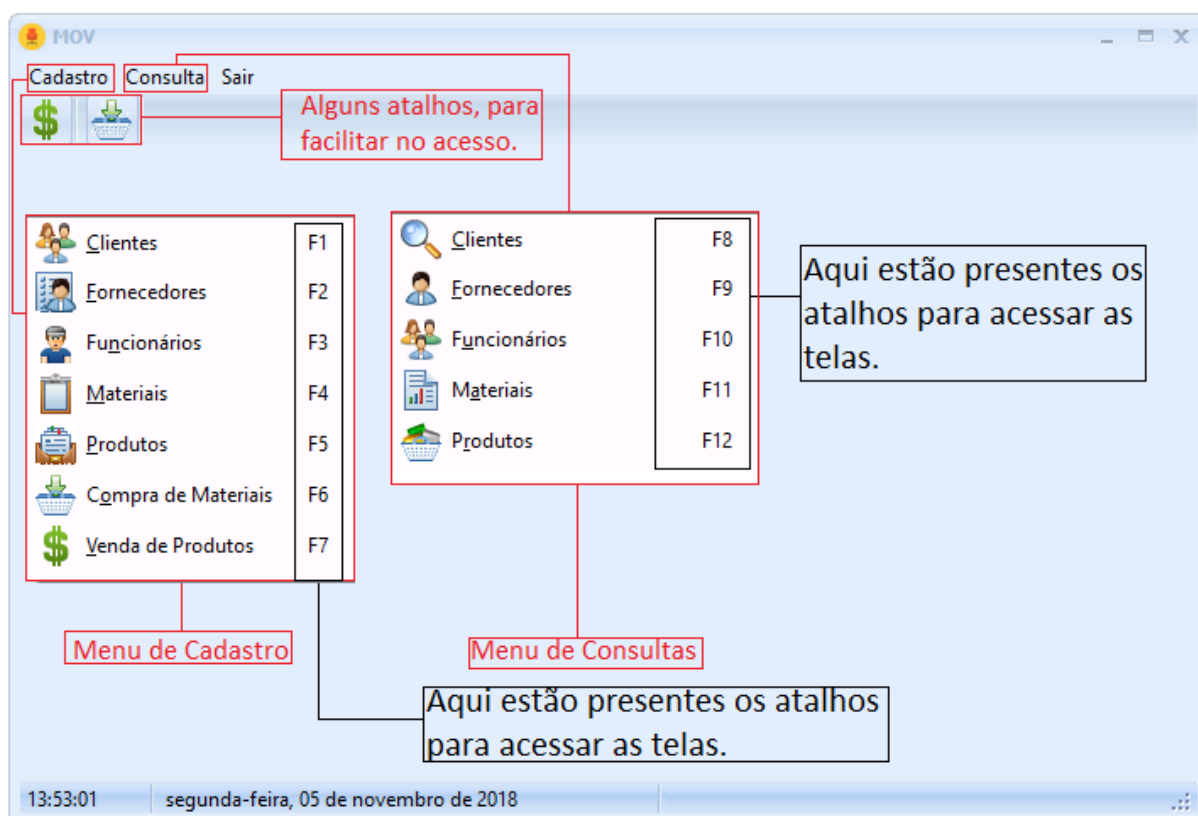 MOV
Cadastro Consulta Sair
Alguns atalhos, para
facilitar no acesso.
Clientes F1
Fornecedores F2
Funcionários F3
Materiais F4
Produtos F5
Compra de Materiais F6
Venda de Produtos F7
Clientes F8
Fornecedores F9
Funcionários F10
Materiais F11
Produtos F12
Aqui estão presentes os
atalhos para acessar as
telas.
Menu de Cadastro
Menu de Consultas
Aqui estão presentes os atalhos
para acessar as telas.
13:53:01 segunda-feira, 05 de novembro de 2018